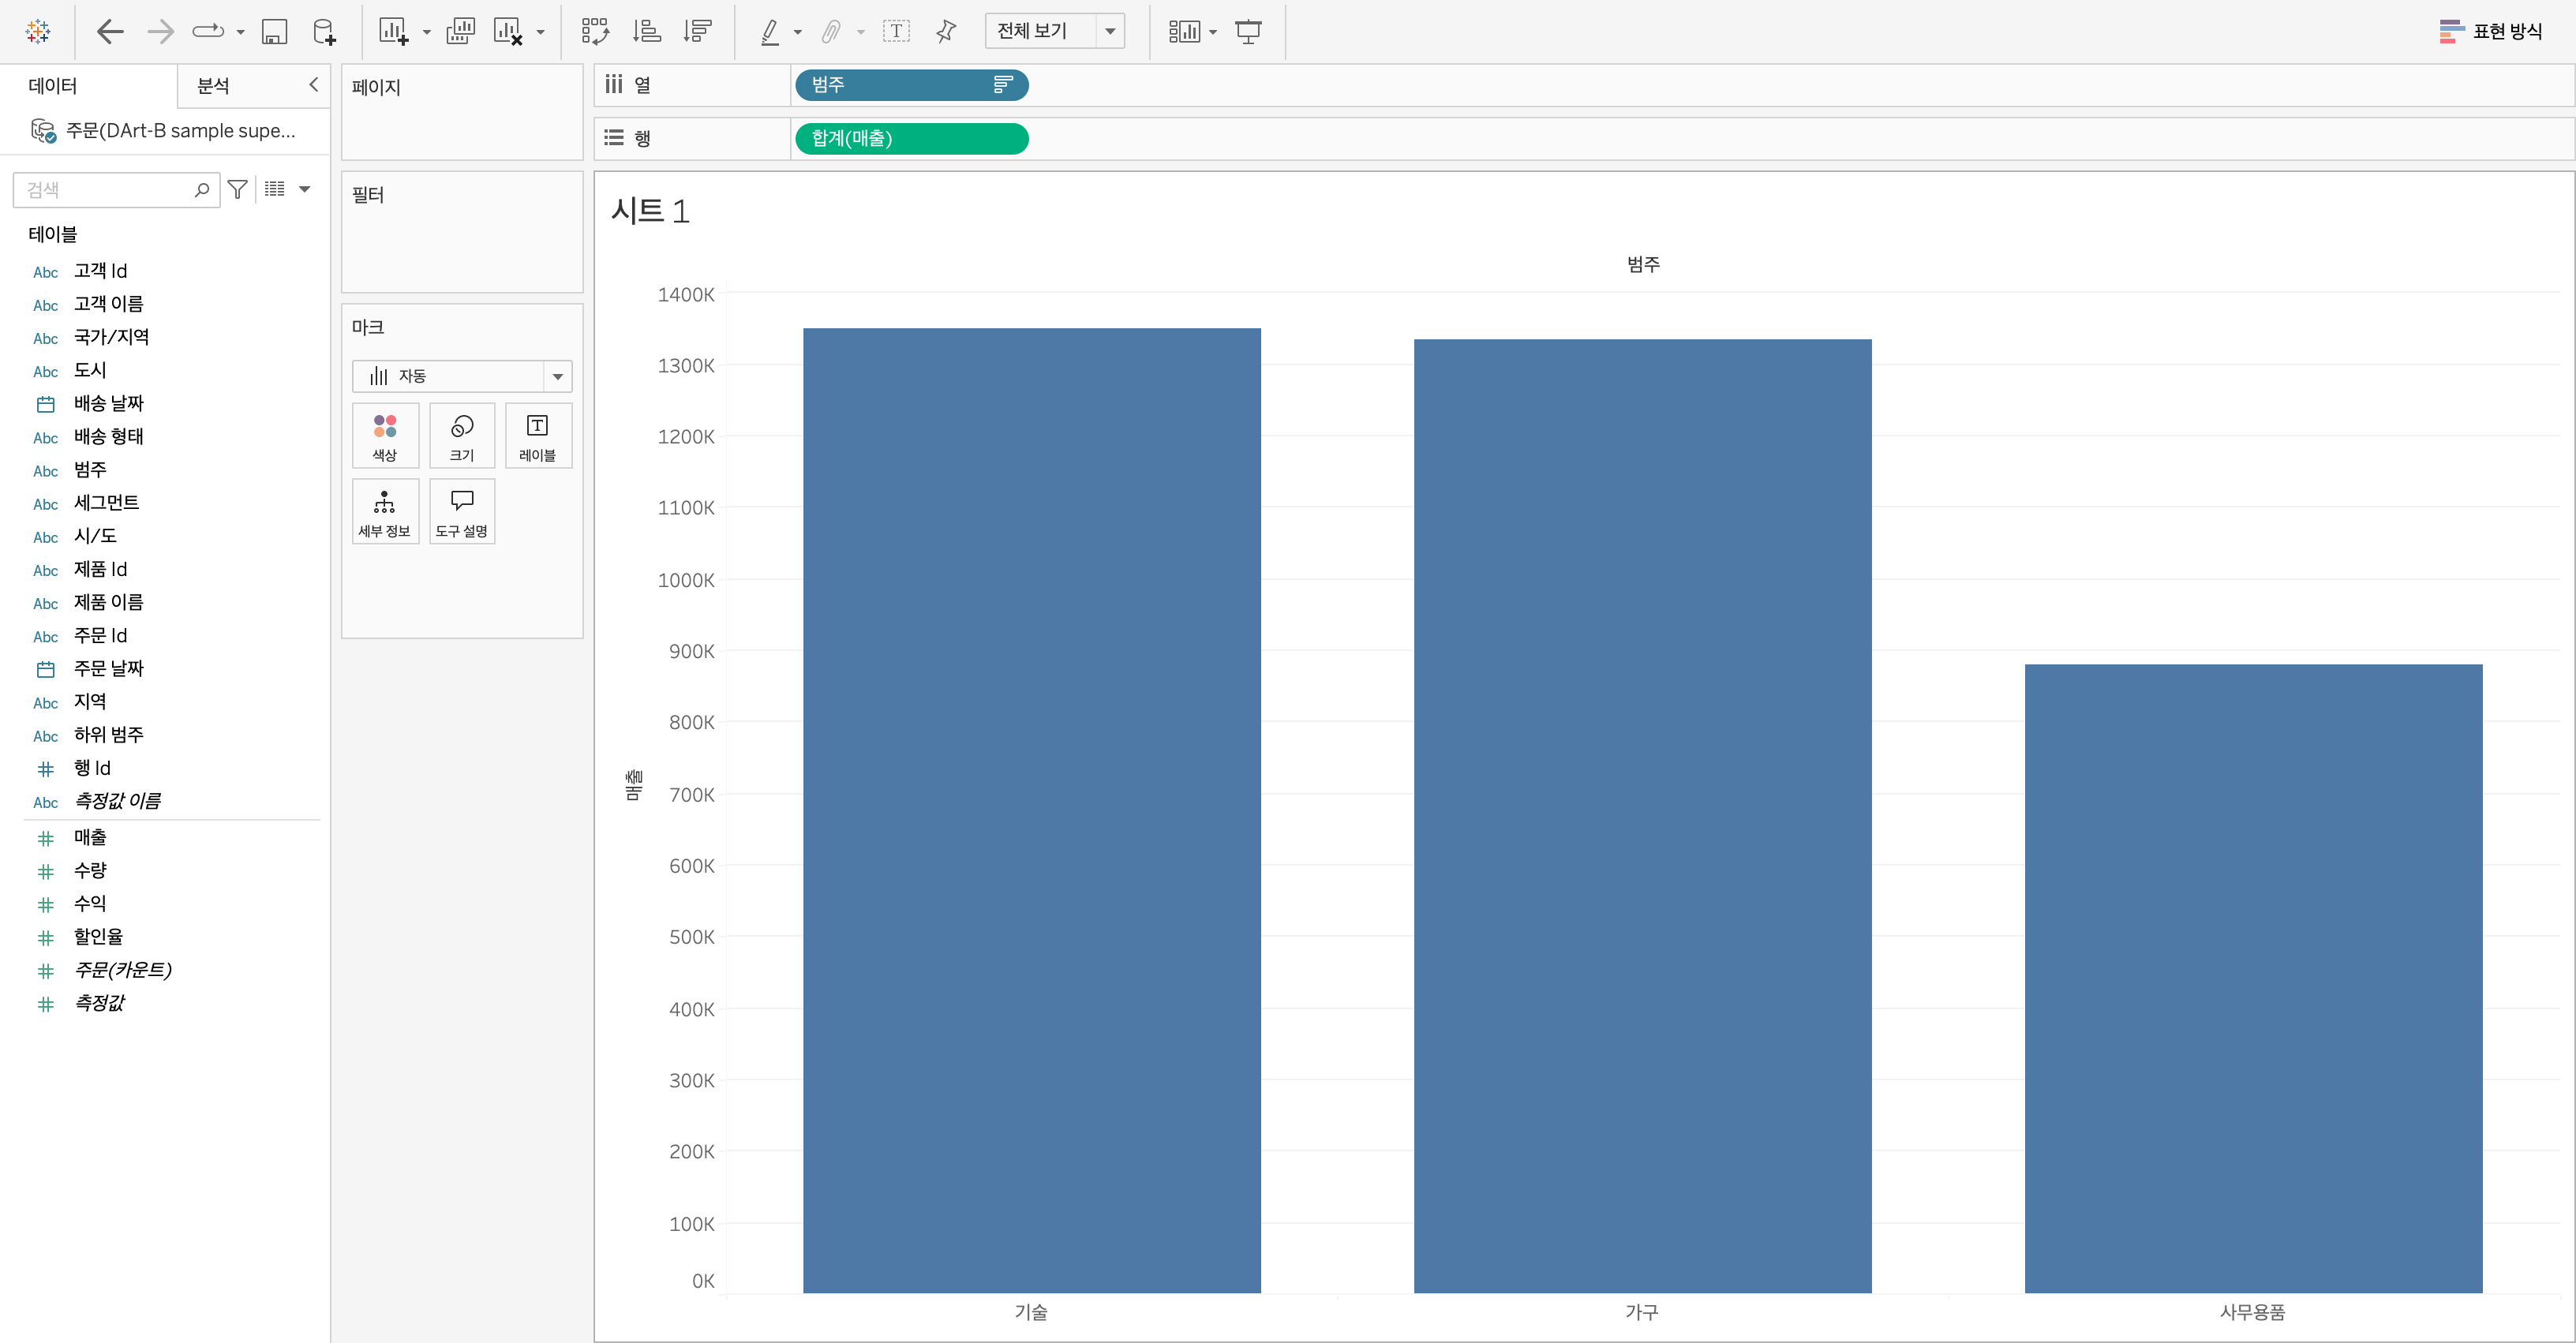 전체 보기
표현 방식
데이터
분석
주문(DArt-B sample supe...
검색
테이블
Abc 고객 Id
Abc 고객 이름
Abc 국가/지역
Abc 도시
배송 날짜
Abc 배송 형태
Abc 범주
Abc 세그먼트
Abc 시/도
Abc 제품 Id
Abc 제품 이름
Abc 주문 Id
주문 날짜
Abc 지역
Abc 하위 범주
# 행 Id
Abc 측정값 이름
# 매출
# 수량
# 수익
# 할인율
# 주문(카운트)
# 측정값
페이지
필터
마크
자동
색상
크기
레이블
세부 정보
도구 설명
열
범주
행
합계(매출)
시트 1
범주
매출
1400K
1300K
1200K
1100K
1000K
900K
800K
700K
600K
500K
400K
300K
200K
100K
0K
기술
가구
사무용품